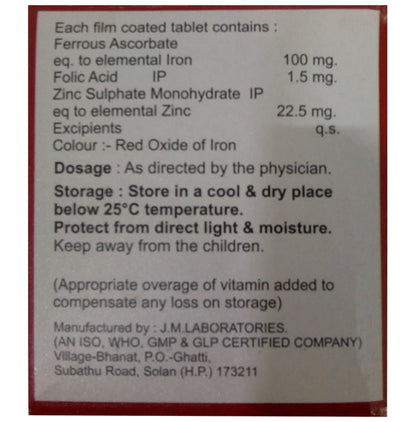 Each film coated tablet contains :
Ferrous Ascorbate
eq. to elemental Iron 100 mg.
Folic Acid IP 1.5 mg.
Zinc Sulphate Monohydrate IP
eq to elemental Zinc 22.5 mg.
Excipients q.s.
Colour :- Red Oxide of Iron
Dosage : As directed by the physician.
Storage : Store in a cool & dry place
below 25°C temperature.
Protect from direct light & moisture.
Keep away from the children.
(Appropriate overage of vitamin added to
compensate any loss on storage)
Manufactured by : J.M.LABORATORIES.
(AN ISO, WHO, GMP & GLP CERTIFIED COMPANY)
Village-Bhanat, P.O.-Ghatti,
Subathu Road, Solan (H.P.) 173211